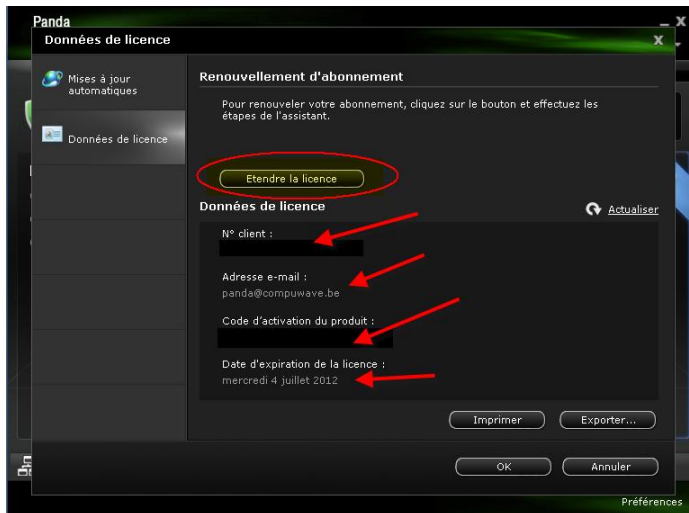 Panda
Données de licence
Mises à jour
automatiques
Données de licence
Renouvellement d'abonnement
Pour renouveler votre abonnement, cliquez sur le bouton et effectuez les
étapes de l'assistant.
Etendre la licence
Données de licence
Actualiser
N° client :
Adresse e-mail :
panda@compuwave.be
Code d'activation du produit :
Date d'expiration de la licence :
mercredi 4 juillet 2012
Imprimer
Exporter...
OK
Annuler
Préférences